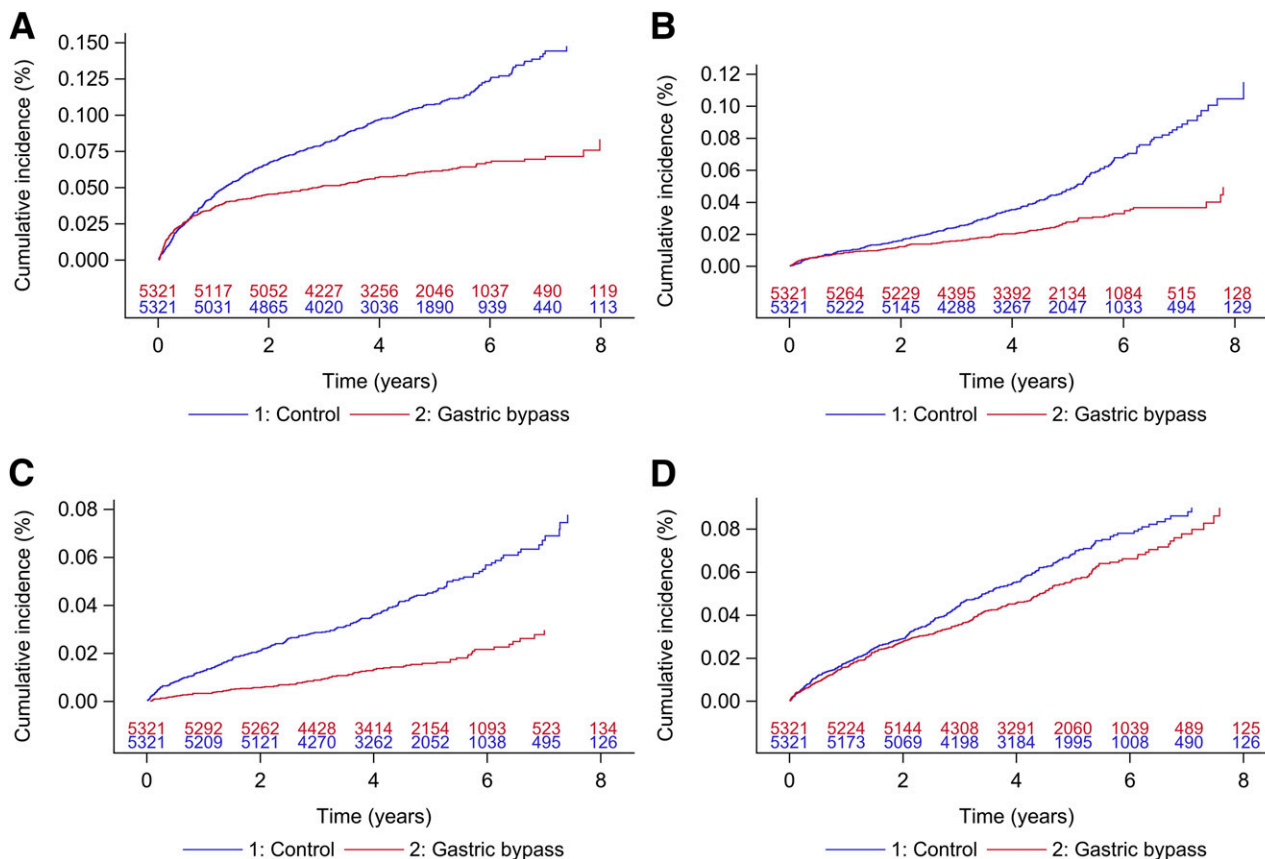 A
Cumulative incidence (%)
0.150
0.125
0.100
0.075
0.050
0.025
0.000
5321 5117 5052 4227 3256 2046 1037 490 119
5321 5031 4865 4020 3036 1890 939 440 113
0 2 4 6 8
Time (years)
1: Control 2: Gastric bypass
B
Cumulative incidence (%)
0.12
0.10
0.08
0.06
0.04
0.02
0.00
5321 5264 5229 4395 3392 2134 1084 515 128
5321 5222 5145 4288 3267 2047 1033 494 129
0 2 4 6 8
Time (years)
1: Control 2: Gastric bypass
C
Cumulative incidence (%)
0.08
0.06
0.04
0.02
0.00
5321 5292 5262 4428 3414 2154 1093 523 134
5321 5209 5121 4270 3262 2052 1038 495 126
0 2 4 6 8
Time (years)
1: Control 2: Gastric bypass
D
Cumulative incidence (%)
0.08
0.06
0.04
0.02
0.00
5321 5224 5144 4308 3291 2060 1039 489 125
5321 5173 5069 4198 3184 1995 1008 490 126
0 2 4 6 8
Time (years)
1: Control 2: Gastric bypass